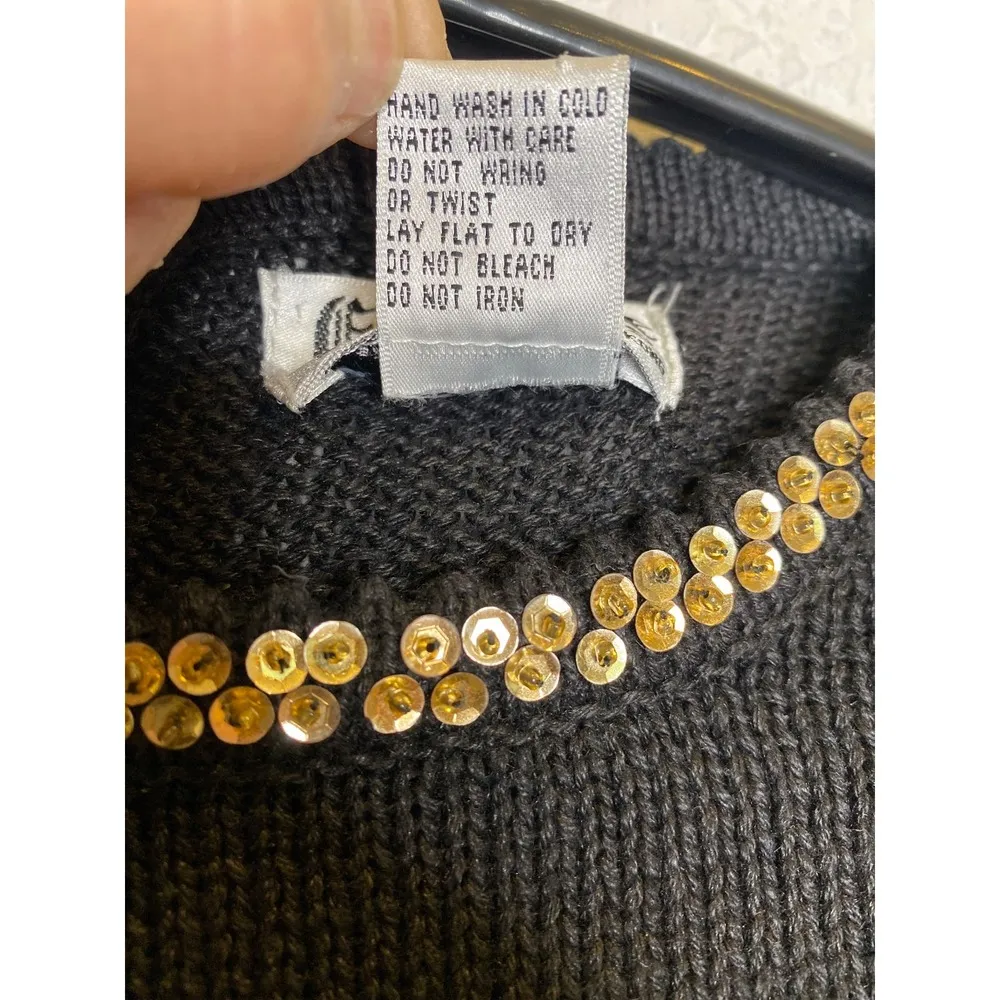 HAND WASH IN COLD
WATER WITH CARE
DO NOT WRING
OR TWIST
LAY FLAT TO DRY
DO NOT BLEACH
DO NOT IRON